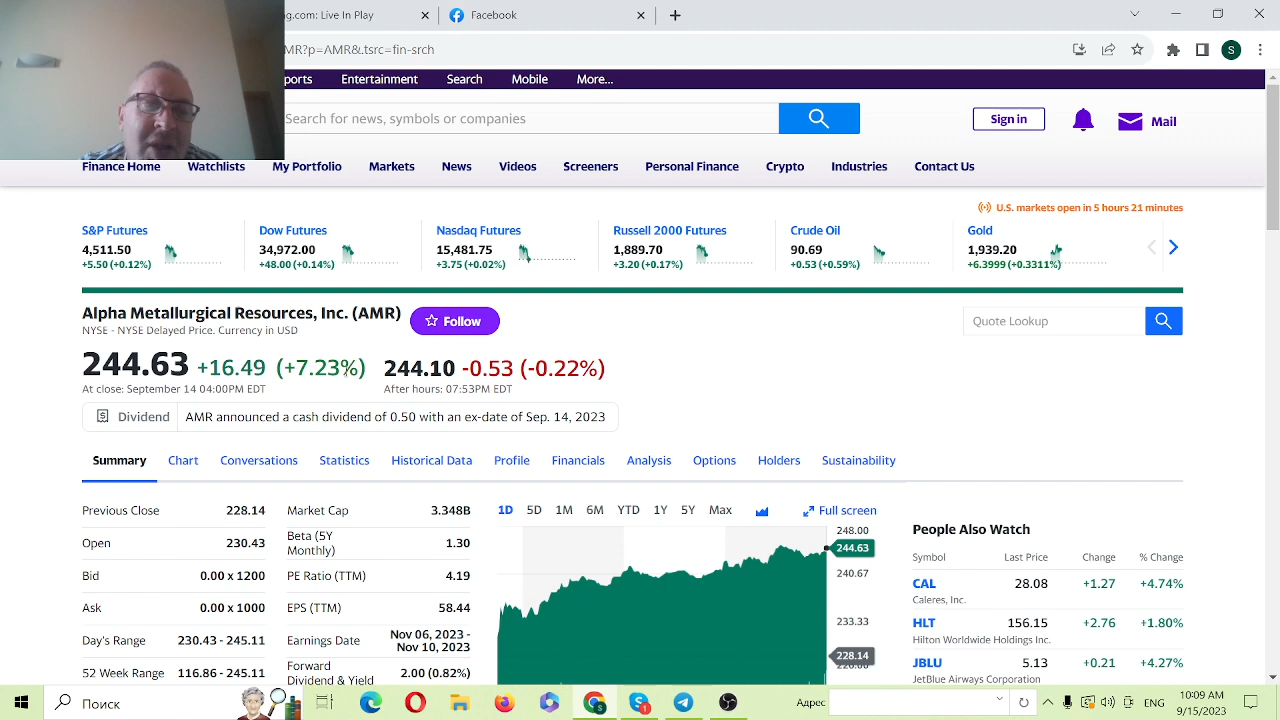 ng.com/Live in Play
Facebook
MR?p=AMR&.tsrc=fin-srch
S
ports Entertainment Search Mobile More...
Search for news, symbols or companies
Sign in
Mail
Finance Home Watchlists My Portfolio Markets News Videos Screeners Personal Finance Crypto Industries Contact Us
U.S. markets open in 5 hours 21 minutes
S&P Futures Dow Futures Nasdaq Futures Russell 2000 Futures Crude Oil Gold
4,511.50 34,972.00 15,481.75 1,889.70 90.69 1,939.20
+5.50 (+0.12%) +48.00 (+0.14%) +3.75 (+0.02%) +3.20 (+0.17%) +0.53 (+0.59%) +6.3999 (+0.3311%)
Alpha Metallurgical Resources, Inc. (AMR)
Follow
Quote Lookup
NYSE - NYSE Delayed Price. Currency in USD
244.63 +16.49 (+7.23%) 244.10 -0.53 (-0.22%)
At close: September 14 04:00PM EDT After hours: 07:53PM EDT
Dividend AMR announced a cash dividend of 0.50 with an ex-date of Sep. 14, 2023
Summary Chart Conversations Statistics Historical Data Profile Financials Analysis Options Holders Sustainability
Previous Close 228.14
Open 230.43
Bid 0.00 x 1200
Ask 0.00 x 1000
Day's Range 230.43 - 245.11
52 Week Range 116.86 - 245.11
Market Cap 3.348B
Beta (5Y Monthly) 1.30
PE Ratio (TTM) 4.19
EPS (TTM) 58.44
Earnings Date Nov 06, 2023 -
Nov 10, 2023
Forward
Dividend & Yield 2.00 (0.82%)
1D 5D 1M 6M YTD 1Y 5Y Max Full screen
248.00
244.63
240.67
233.33
228.14
People Also Watch
Symbol Last Price Change % Change
CAL 28.08 +1.27 +4.74%
Caleres, Inc.
HLT 156.15 +2.76 +1.80%
Hilton Worldwide Holdings Inc.
JBLU 5.13 +0.21 +4.27%
JetBlue Airways Corporation
Поиск
S
1
Адрес
10:09 AM
9/15/2023